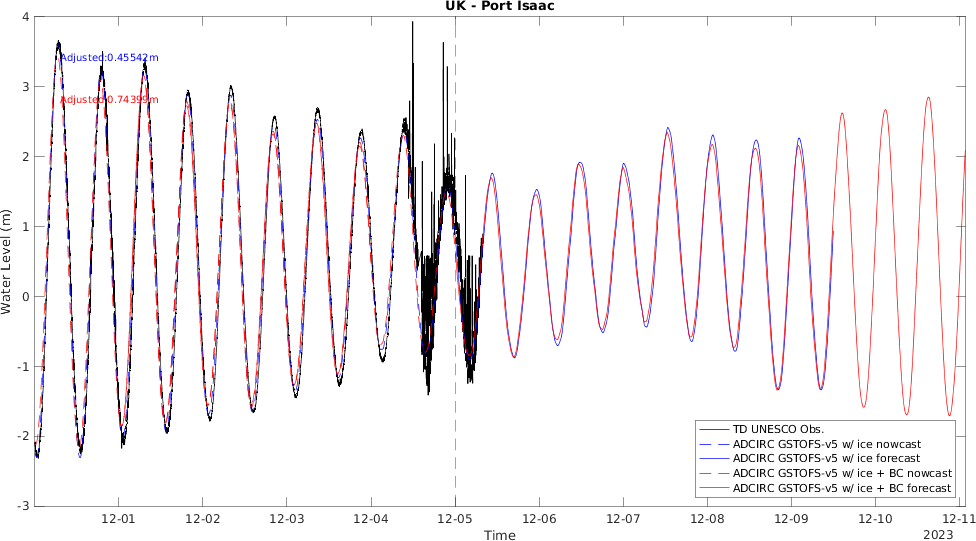 UK - Port Isaac
4
3
2
1
0
-1
-2
-3
Water Level (m)
Adjusted:0.45542m
Adjusted:0.74399m
TD UNESCO Obs.
ADCIRC GSTOFS-v5 w/ ice nowcast
ADCIRC GSTOFS-v5 w/ ice forecast
ADCIRC GSTOFS-v5 w/ ice + BC nowcast
ADCIRC GSTOFS-v5 w/ ice + BC forecast
12-01 12-02 12-03 12-04 12-05 12-06 12-07 12-08 12-09 12-10 12-11
Time
2023